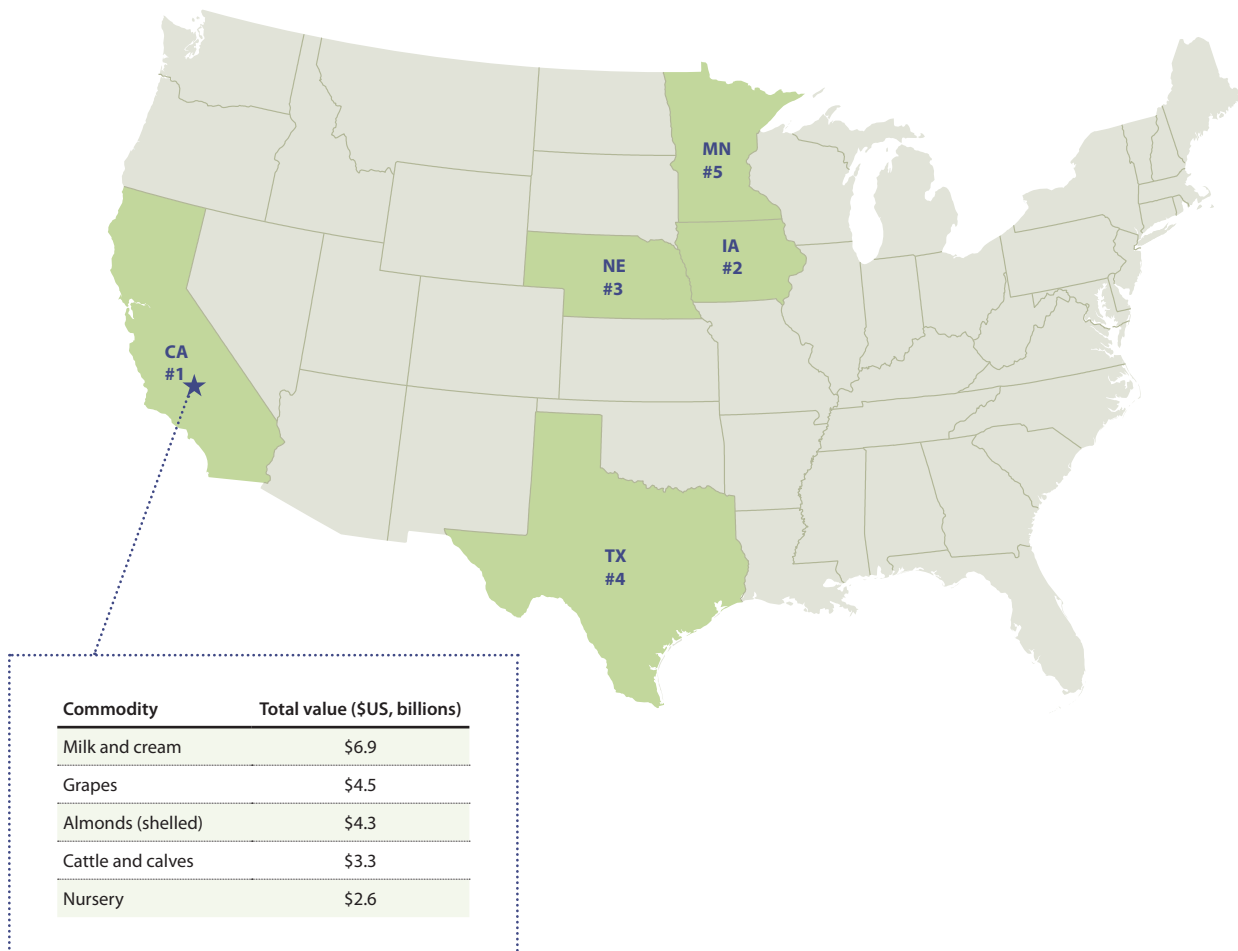 MN
#5
IA
#2
NE
#3
CA
#1
TX
#4
Commodity Total value ($US, billions)
Milk and cream $6.9
Grapes $4.5
Almonds (shelled) $4.3
Cattle and calves $3.3
Nursery $2.6